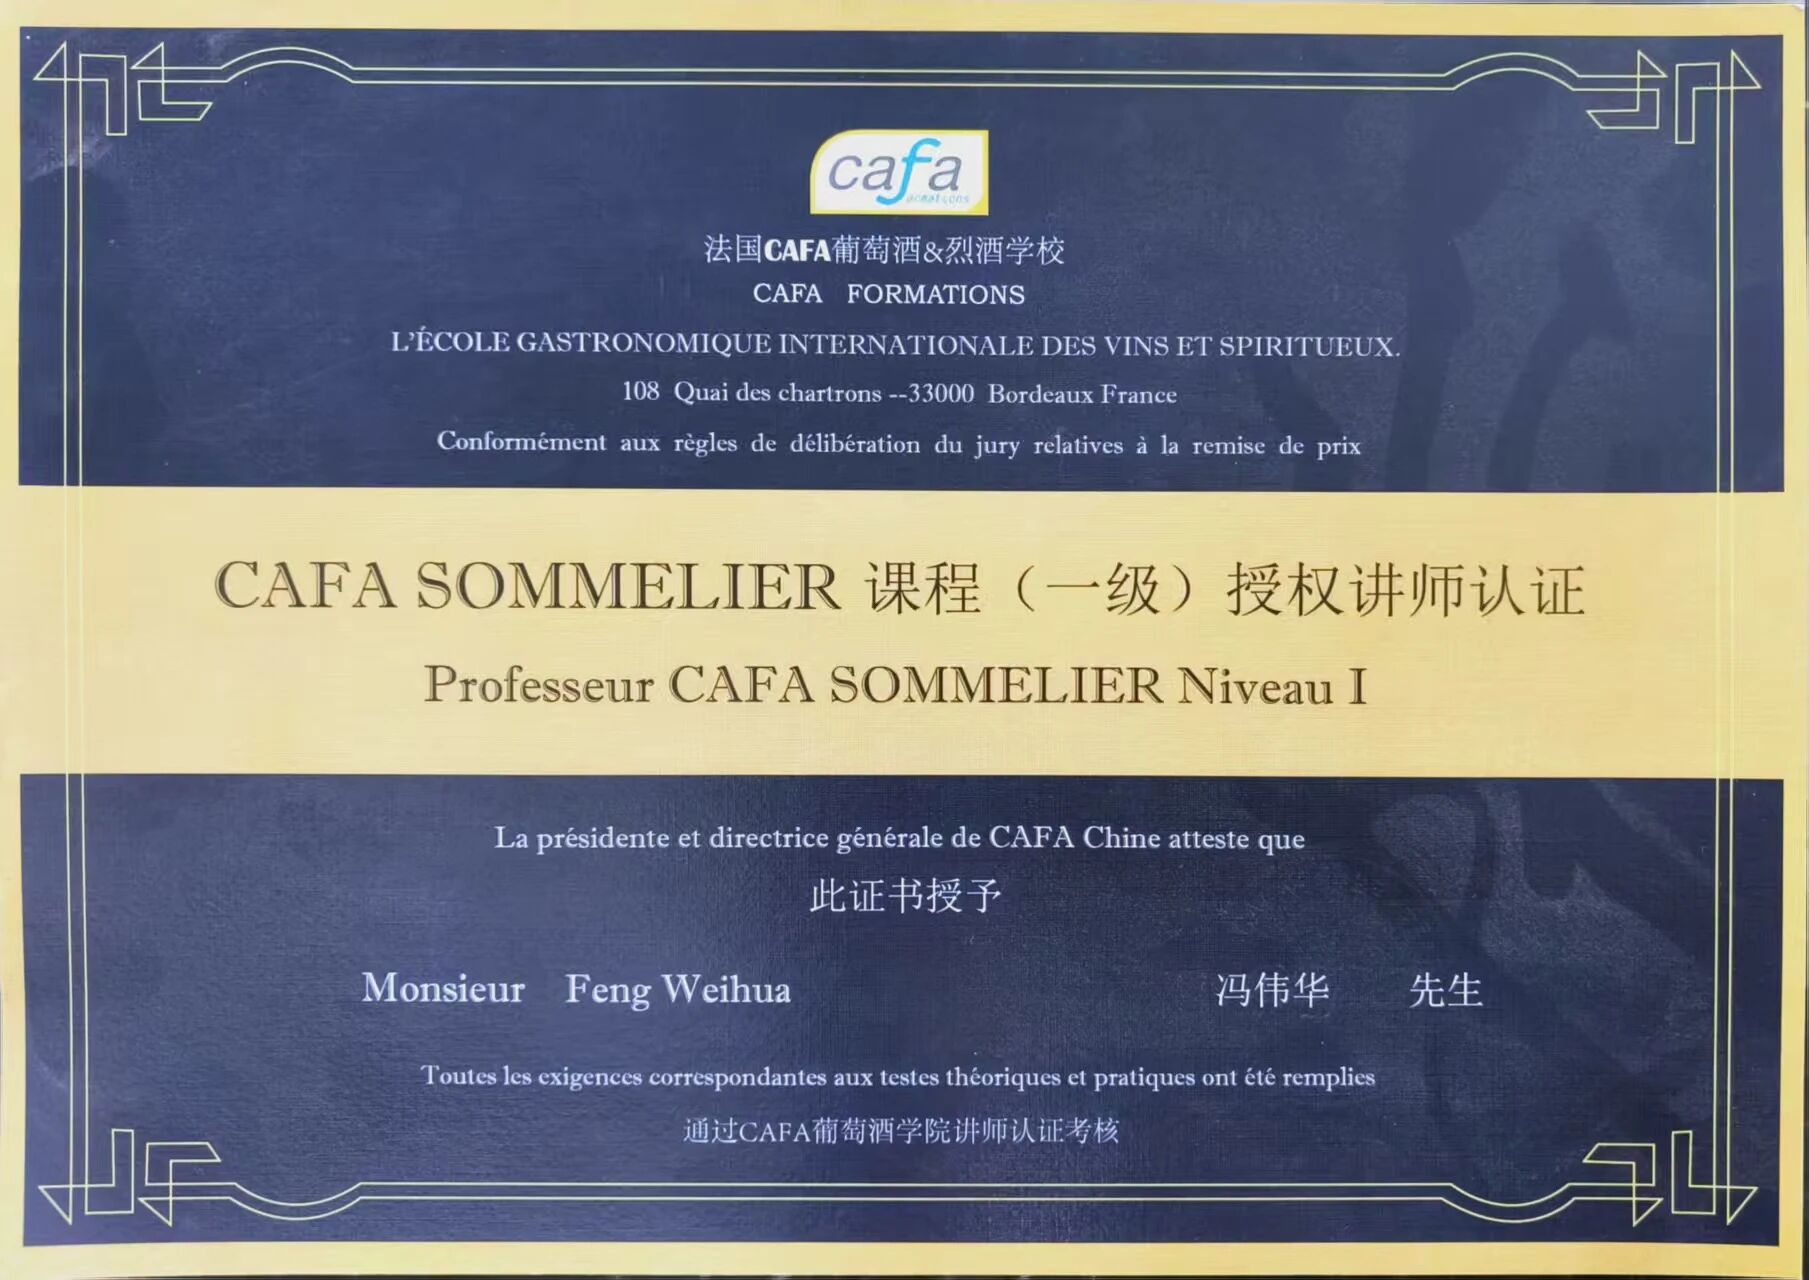 cafa
formations
法国CAFA葡萄酒&烈酒学校
CAFA FORMATIONS
L'ÉCOLE GASTRONOMIQUE INTERNATIONALE DES VINS ET SPIRITUEUX.
108 Quai des chartrons --33000 Bordeaux France
Conformément aux règles de délibération du jury relatives à la remise de prix
CAFA SOMMELIER 课程（一级）授权讲师认证
Professeur CAFA SOMMELIER Niveau I
La présidente et directrice générale de CAFA Chine atteste que
此证书授予
Monsieur Feng Weihua 冯伟华 先生
Toutes les exigences correspondantes aux testes théoriques et pratiques ont été remplies
通过CAFA葡萄酒学院讲师认证考核